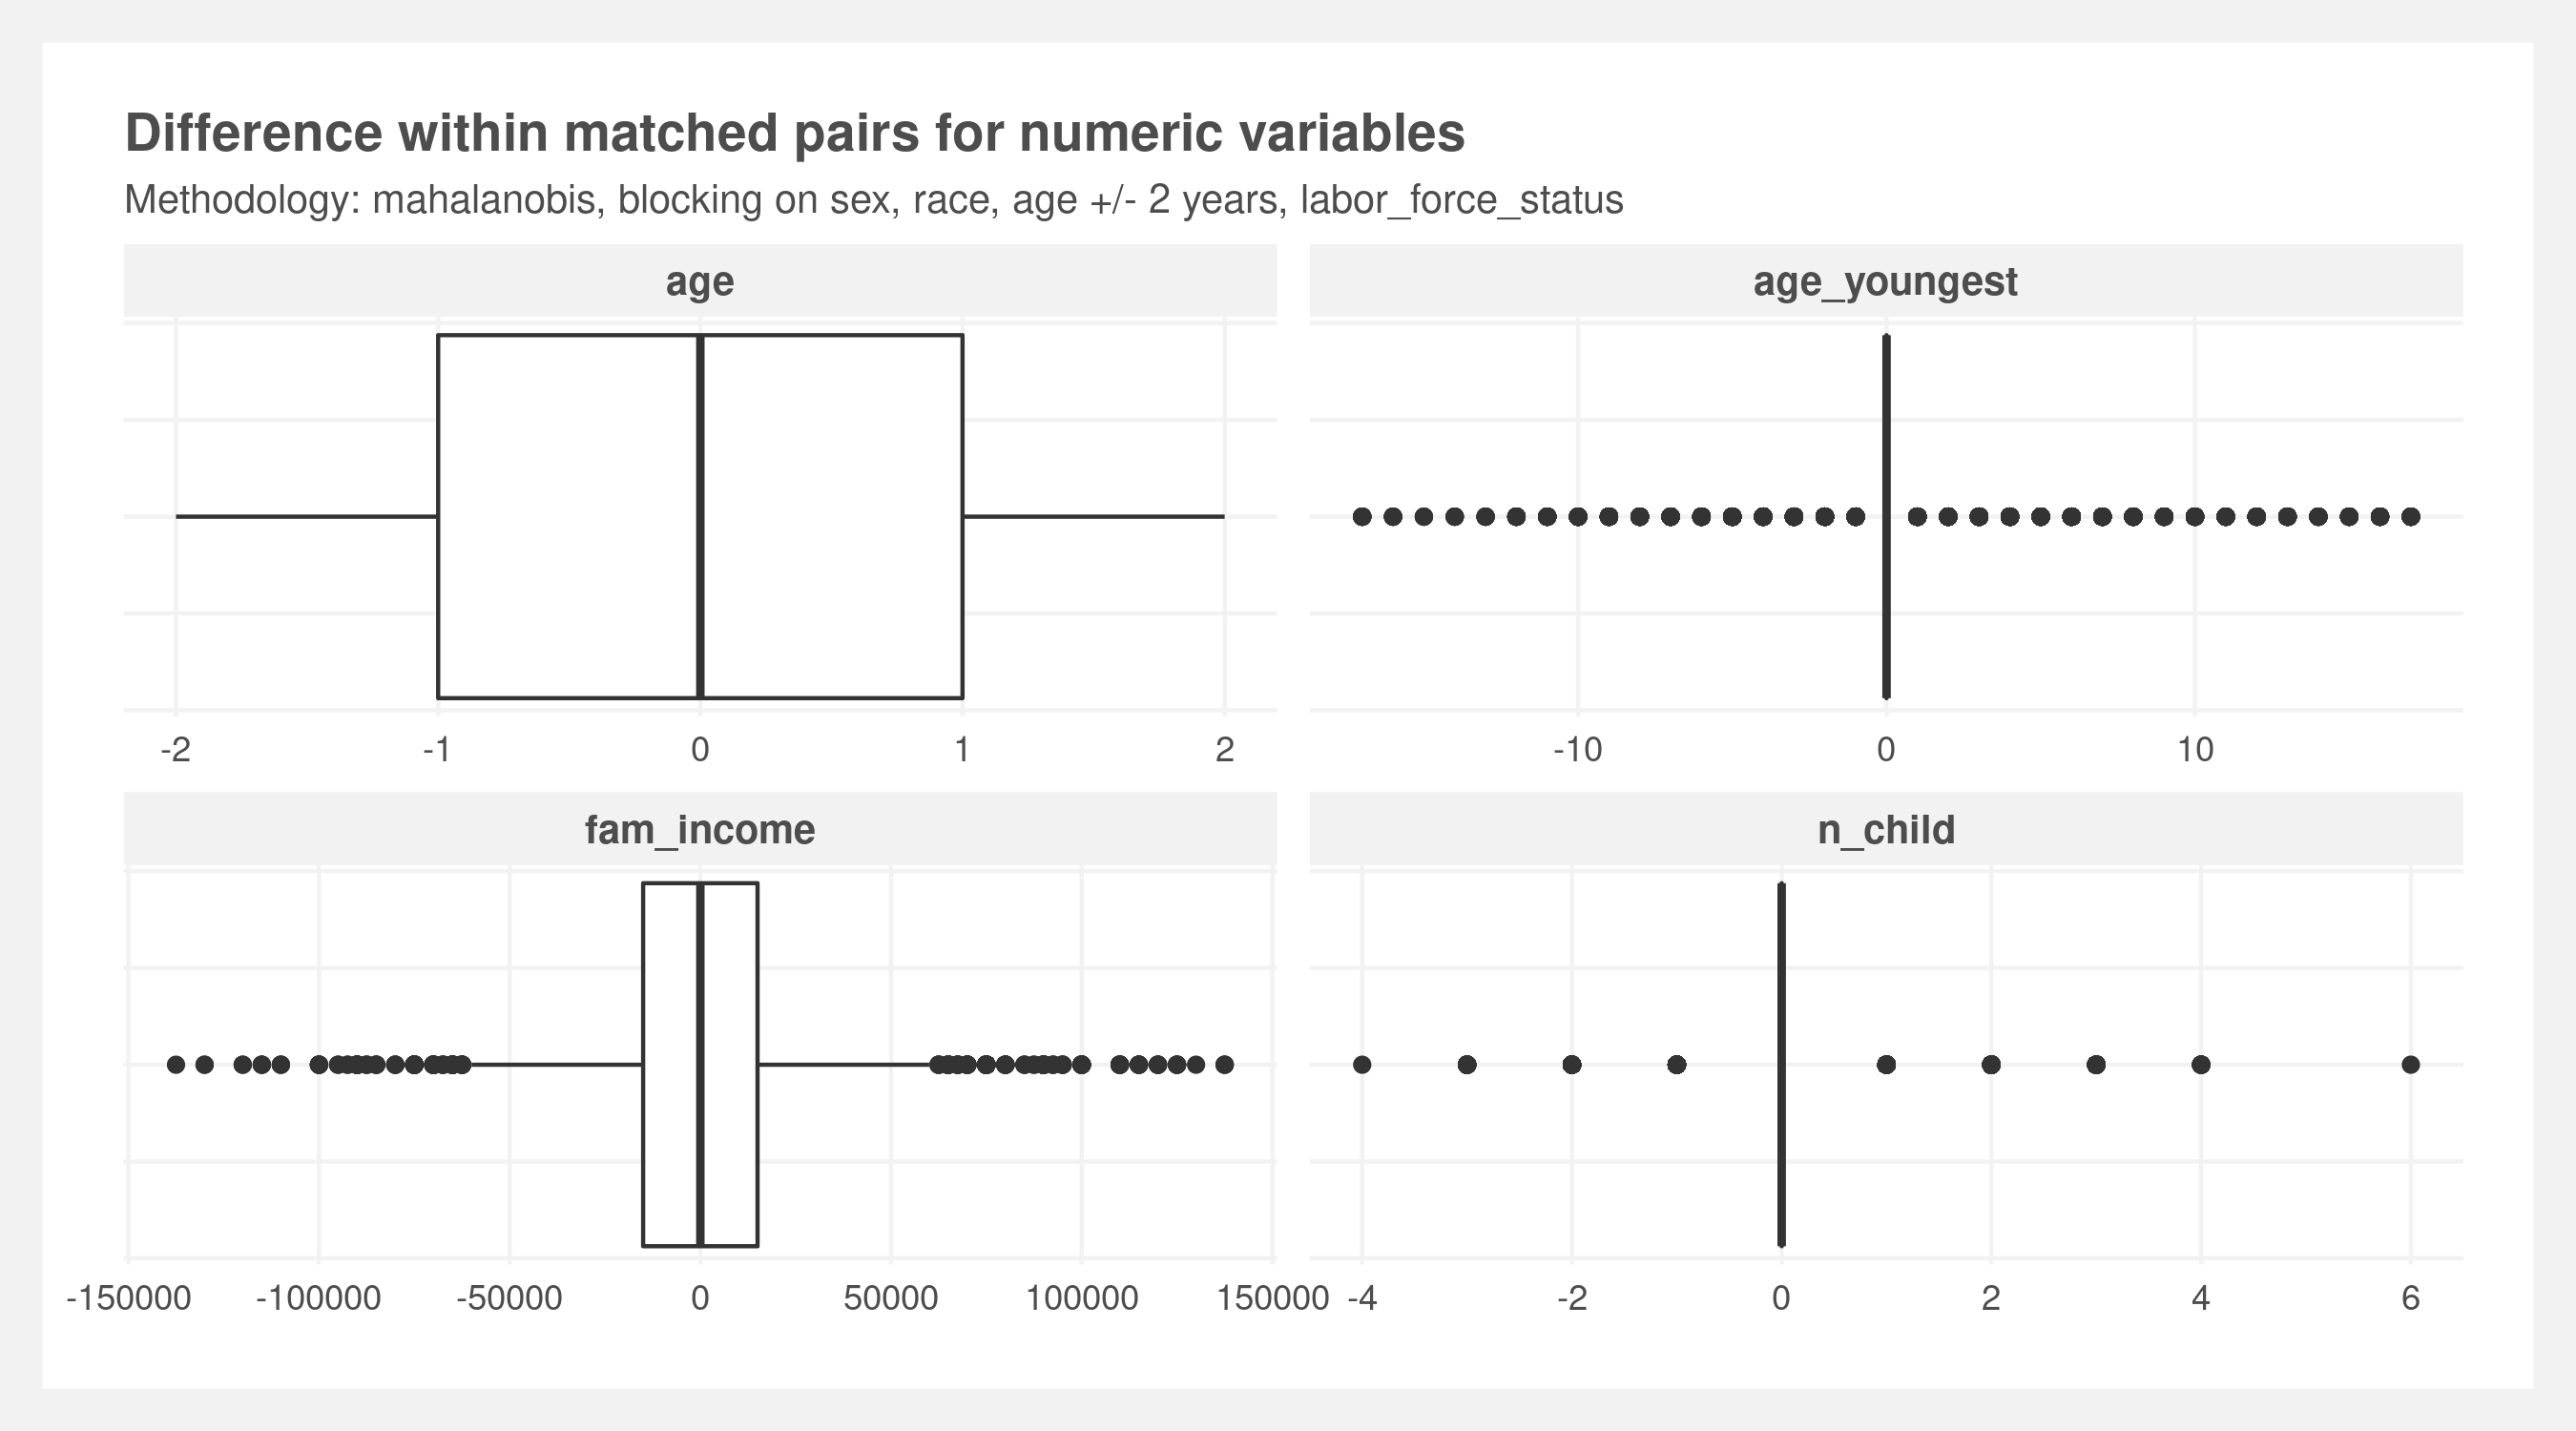 Difference within matched pairs for numeric variables
Methodology: mahalanobis, blocking on sex, race, age +/- 2 years, labor_force_status
age
age_youngest
-2 -1 0 1 2
-10 0 10
fam_income
n_child
-150000 -100000 -50000 0 50000 100000 150000
-4 -2 0 2 4 6